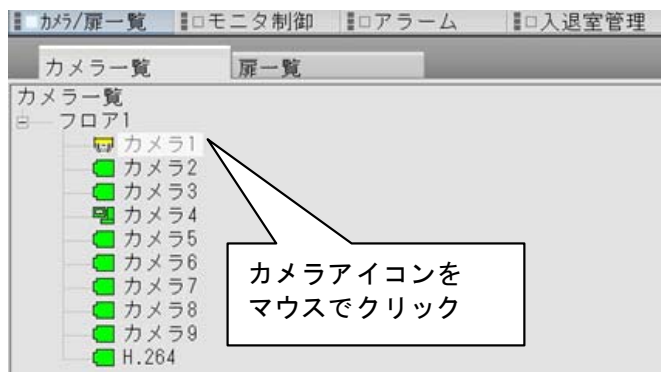 カメラ/扉一覧 □モニタ制御 □アラーム □入退室管理
カメラ一覧 扉一覧
カメラ一覧
フロア1
カメラ1
カメラ2
カメラ3
カメラ4
カメラ5
カメラ6
カメラ7
カメラ8
カメラ9
H.264
カメラアイコンを
マウスでクリック